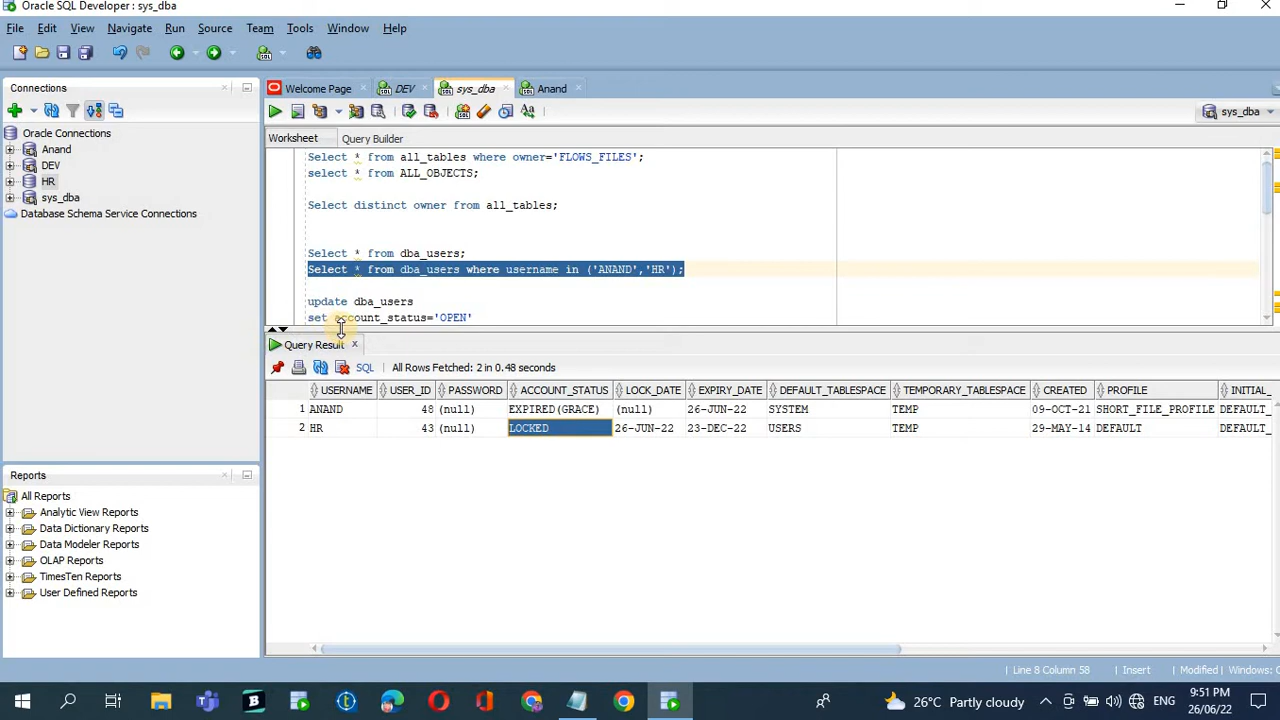 Oracle SQL Developer : sys_dba
File Edit View Navigate Run Source Team Tools Window Help
Connections
Welcome Page DEV sys_dba Anand
sys_dba
Worksheet Query Builder
Oracle Connections
Anand
DEV
HR
sys_dba
Database Schema Service Connections
Select * from all_tables where owner='FLOWS_FILES';
select * from ALL_OBJECTS;
Select distinct owner from all_tables;
Select * from dba_users;
Select * from dba_users where username in ('ANAND','HR');
update dba_users
set account_status='OPEN'
Query Result
SQL All Rows Fetched: 2 in 0.48 seconds
USERNAME USER_ID PASSWORD ACCOUNT_STATUS LOCK_DATE EXPIRY_DATE DEFAULT_TABLESPACE TEMPORARY_TABLESPACE CREATED PROFILE INITIAL_
1 ANAND 48 (null) EXPIRED(GRACE) (null) 26-JUN-22 SYSTEM TEMP 09-OCT-21 SHORT_FILE_PROFILE DEFAULT_
2 HR 43 (null) LOCKED 26-JUN-22 23-DEC-22 USERS TEMP 29-MAY-14 DEFAULT DEFAULT_
Reports
All Reports
Analytic View Reports
Data Dictionary Reports
Data Modeler Reports
OLAP Reports
TimesTen Reports
User Defined Reports
Line 8 Column 58 Insert Modified Windows: C
26°C Partly cloudy ENG 9:51 PM
26/06/22